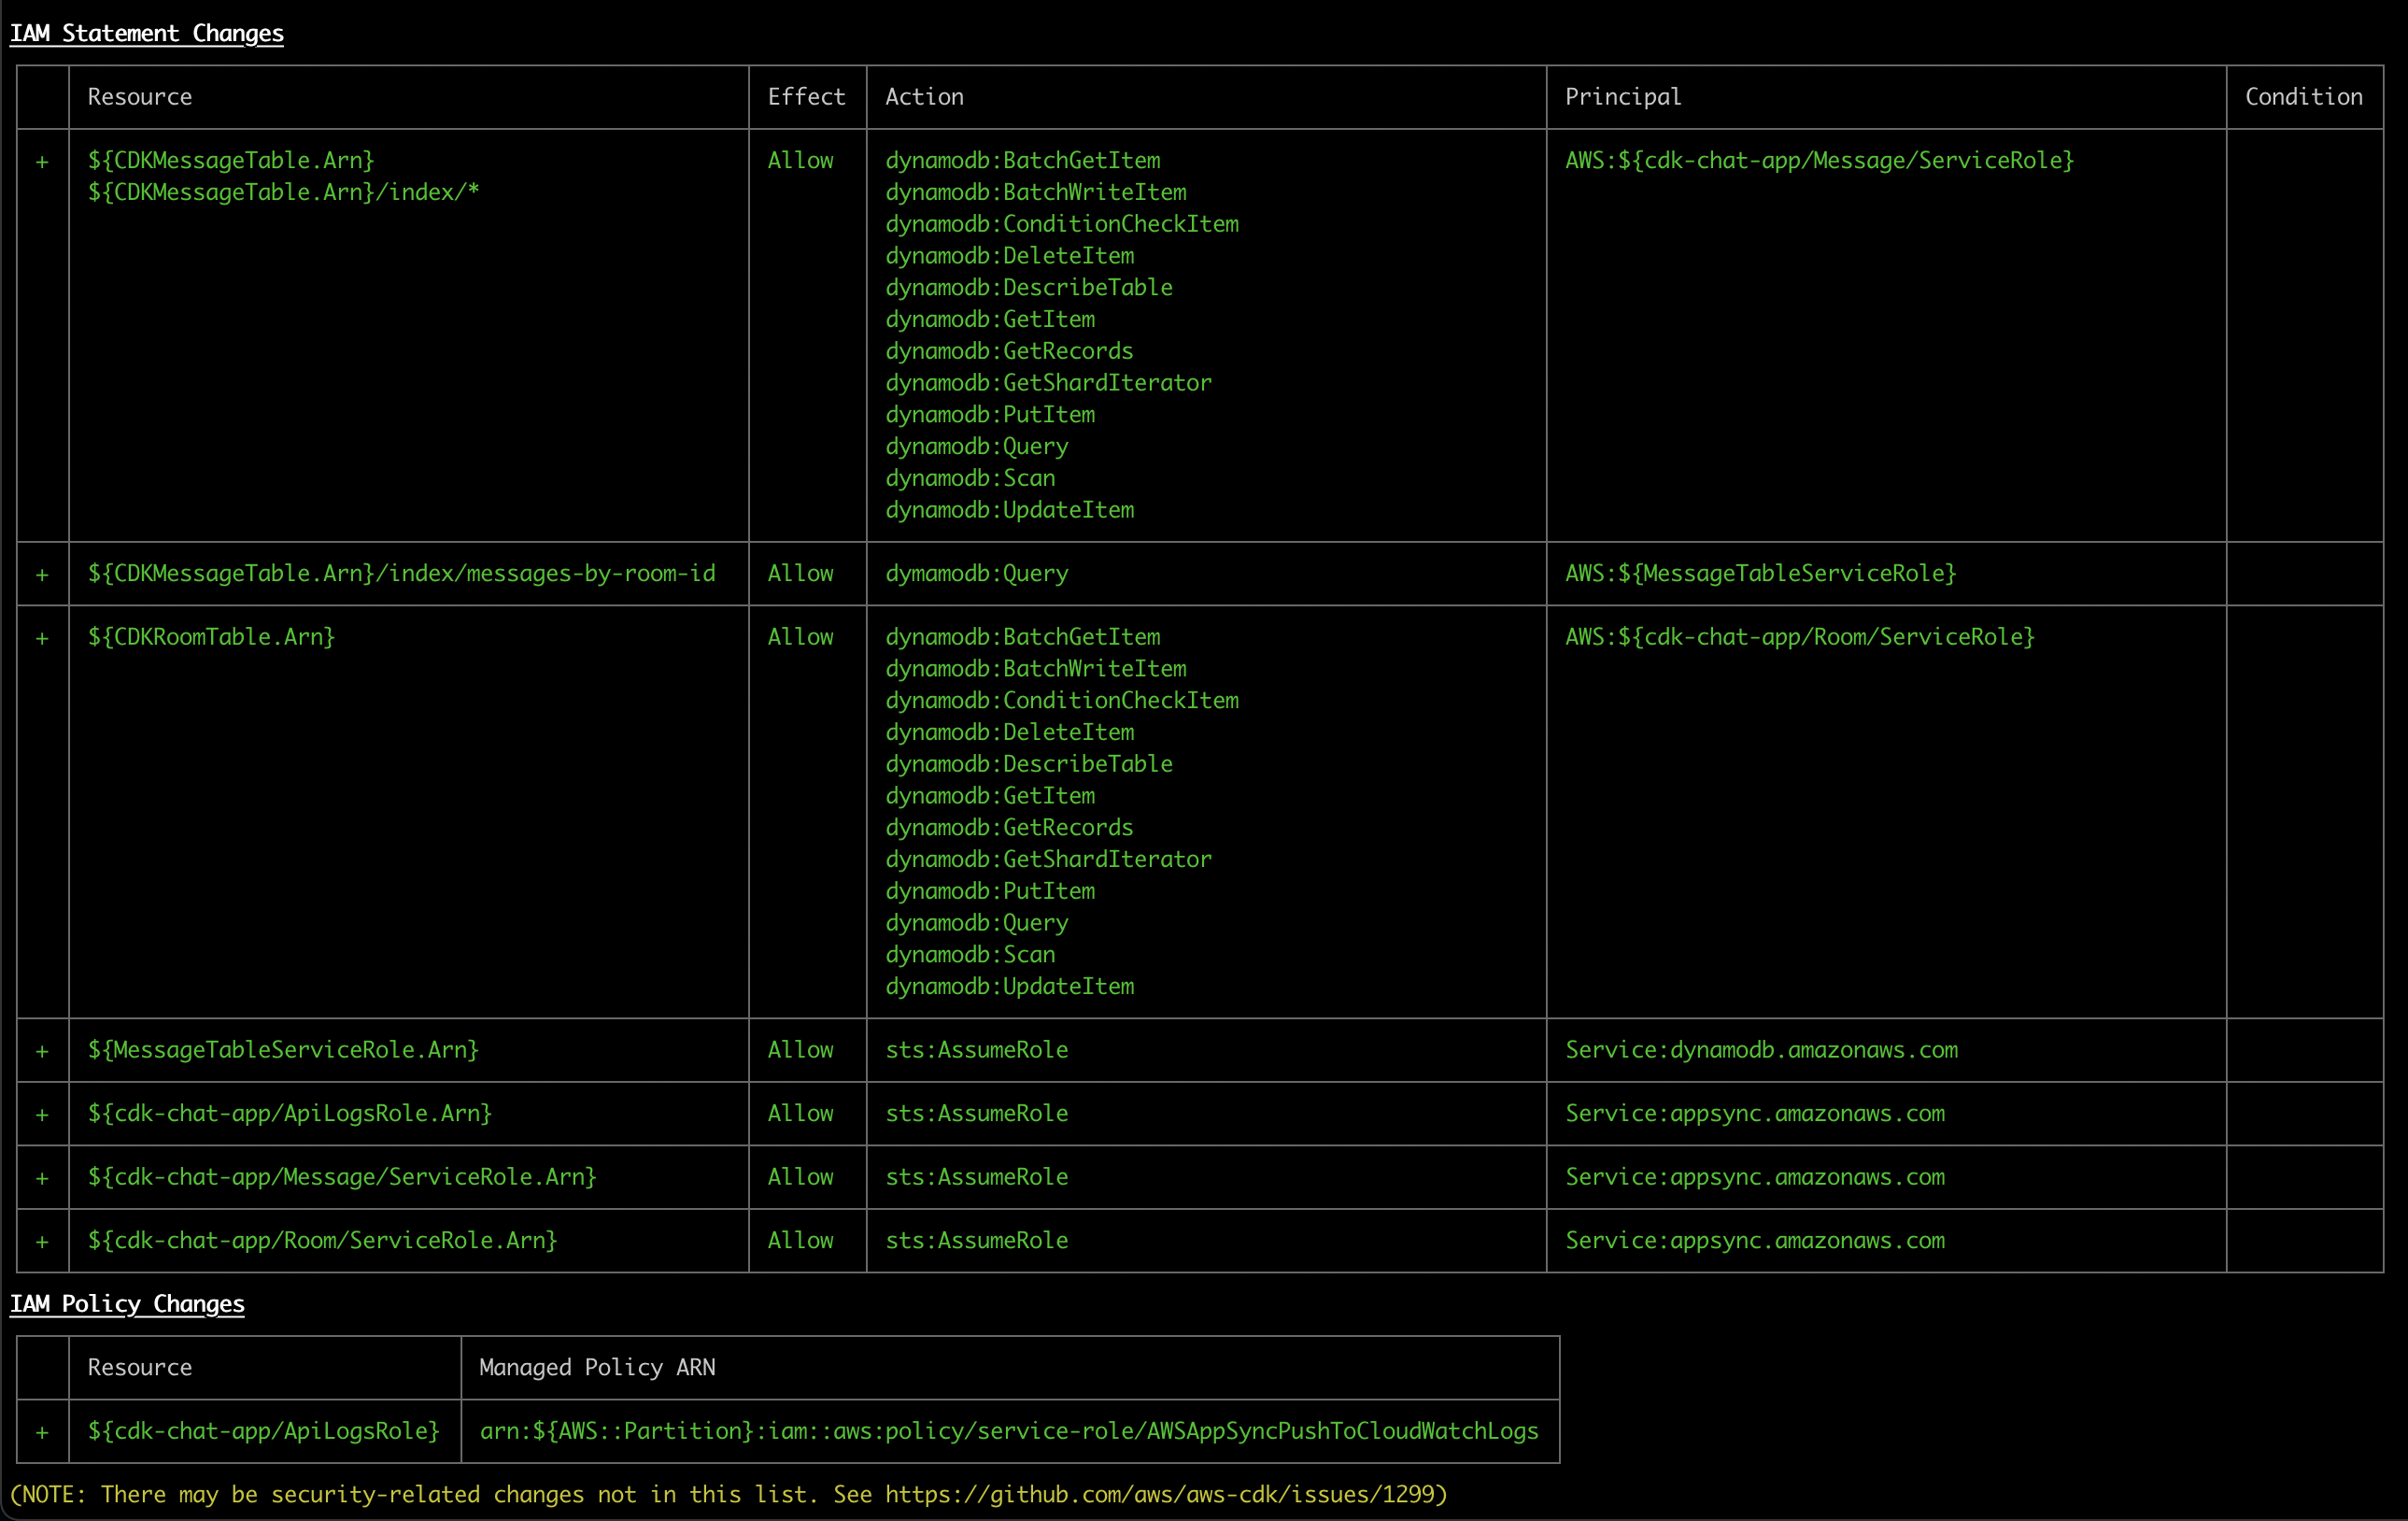 IAM Statement Changes
Resource Effect Action Principal Condition
+ ${CDKMessageTable.Arn} Allow dynamodb:BatchGetItem AWS:${cdk-chat-app/Message/ServiceRole}
${CDKMessageTable.Arn}/index/* dynamodb:BatchWriteItem
dynamodb:ConditionCheckItem
dynamodb:DeleteItem
dynamodb:DescribeTable
dynamodb:GetItem
dynamodb:GetRecords
dynamodb:GetShardIterator
dynamodb:PutItem
dynamodb:Query
dynamodb:Scan
dynamodb:UpdateItem
+ ${CDKMessageTable.Arn}/index/messages-by-room-id Allow dymamodb:Query AWS:${MessageTableServiceRole}
+ ${CDKRoomTable.Arn} Allow dynamodb:BatchGetItem AWS:${cdk-chat-app/Room/ServiceRole}
dynamodb:BatchWriteItem
dynamodb:ConditionCheckItem
dynamodb:DeleteItem
dynamodb:DescribeTable
dynamodb:GetItem
dynamodb:GetRecords
dynamodb:GetShardIterator
dynamodb:PutItem
dynamodb:Query
dynamodb:Scan
dynamodb:UpdateItem
+ ${MessageTableServiceRole.Arn} Allow sts:AssumeRole Service:dynamodb.amazonaws.com
+ ${cdk-chat-app/ApiLogsRole.Arn} Allow sts:AssumeRole Service:appsync.amazonaws.com
+ ${cdk-chat-app/Message/ServiceRole.Arn} Allow sts:AssumeRole Service:appsync.amazonaws.com
+ ${cdk-chat-app/Room/ServiceRole.Arn} Allow sts:AssumeRole Service:appsync.amazonaws.com
IAM Policy Changes
Resource Managed Policy ARN
+ ${cdk-chat-app/ApiLogsRole} arn:${AWS::Partition}:iam::aws:policy/service-role/AWSAppSyncPushToCloudWatchLogs
(NOTE: There may be security-related changes not in this list. See https://github.com/aws/aws-cdk/issues/1299)